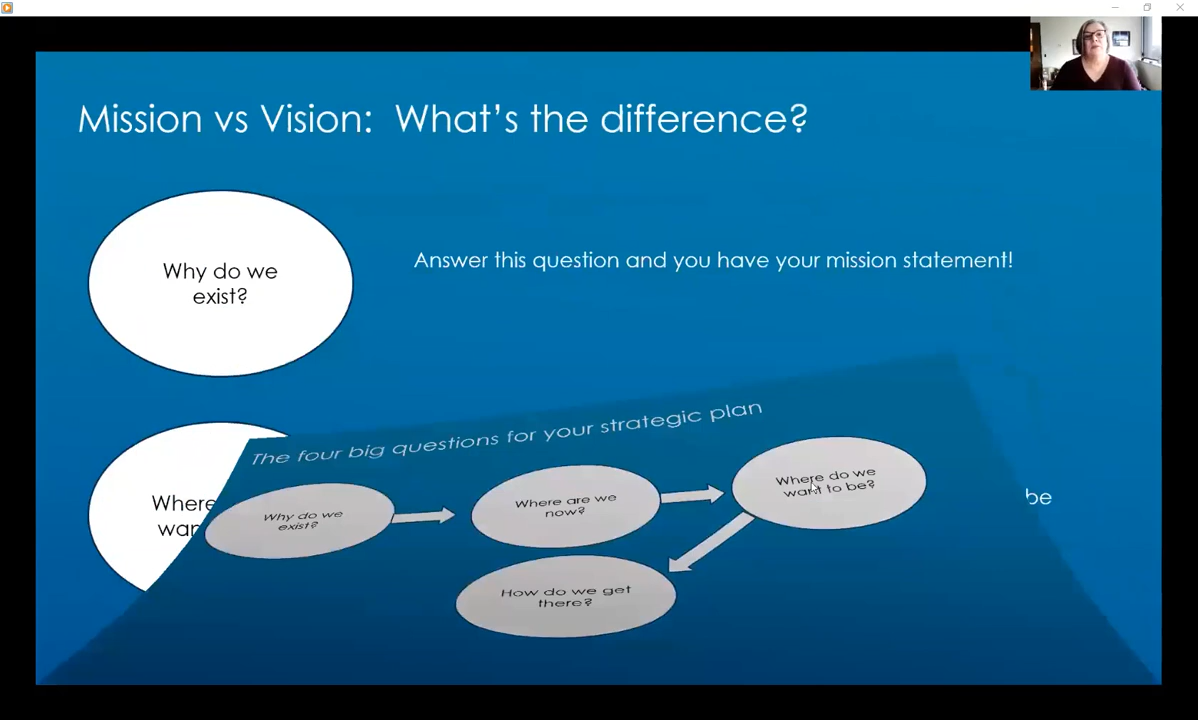 Mission vs Vision: What's the difference?
Why do we
exist?
Answer this question and you have your mission statement!
The four big questions for your strategic plan
Where
be
Why do we
exist?
Where are we
now?
Where do we
want to be?
How do we get
there?